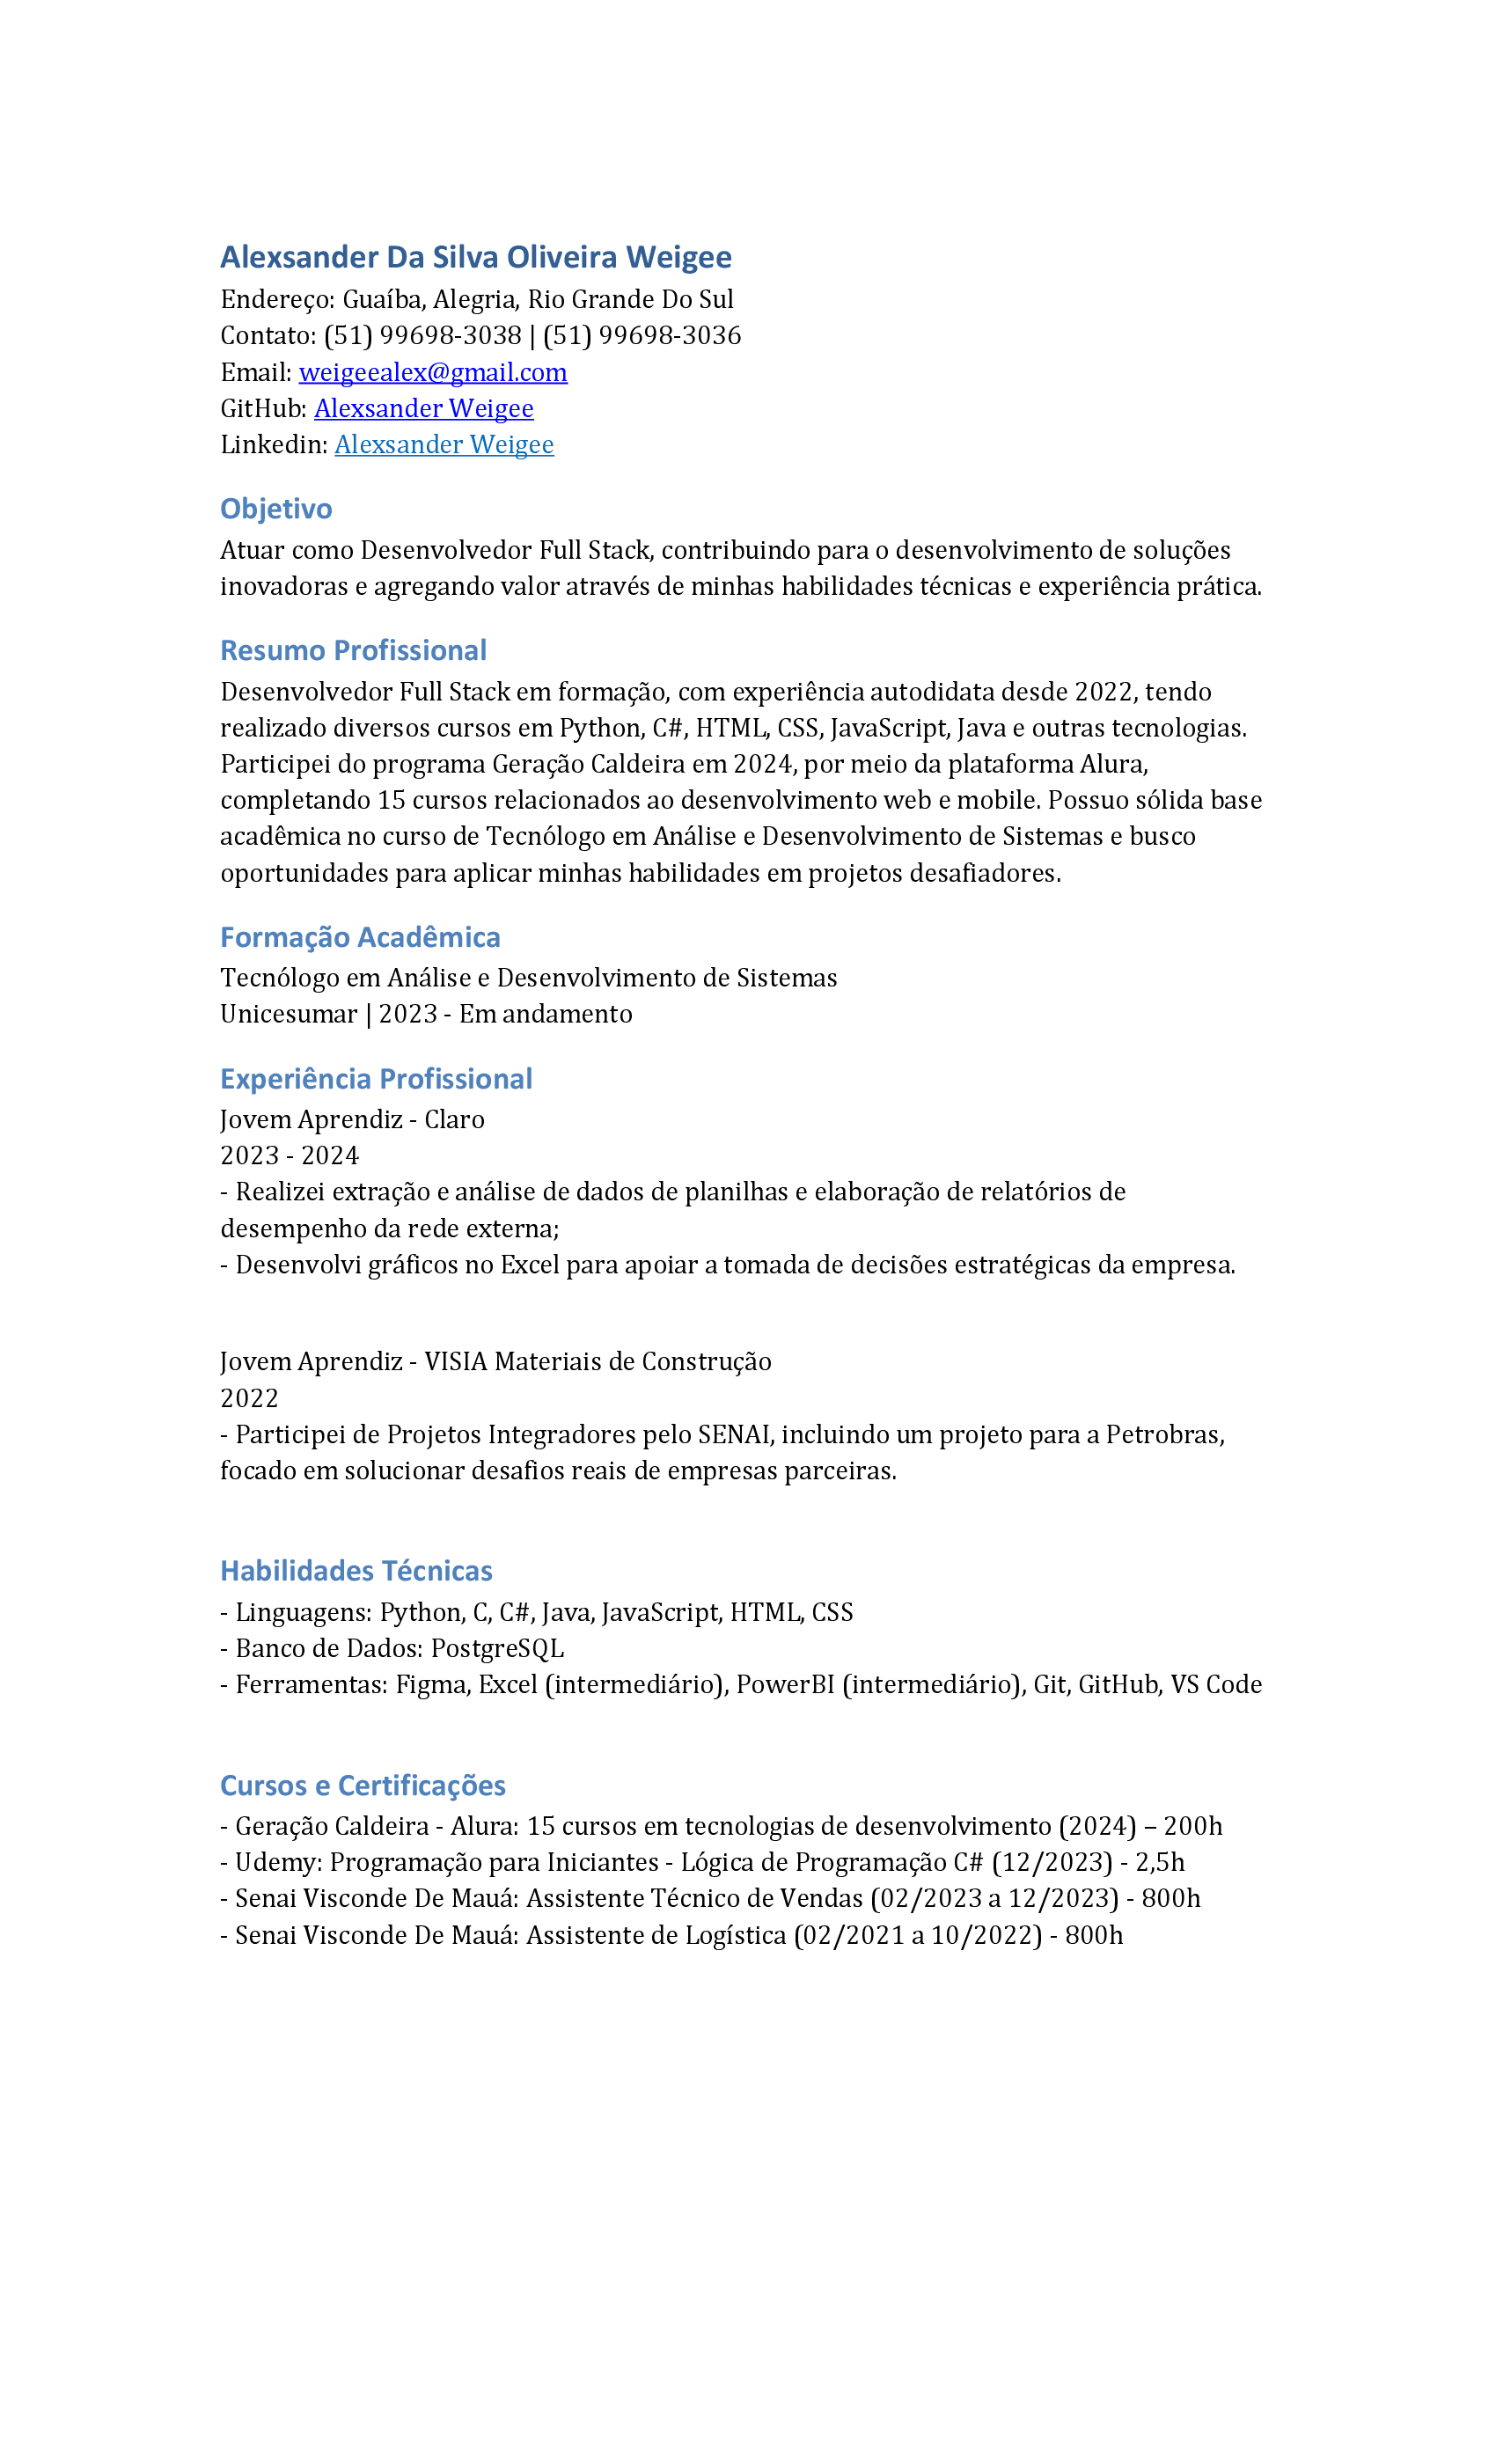 Alexsander Da Silva Oliveira Weigee
Endereço: Guaíba, Alegria, Rio Grande Do Sul
Contato: (51) 99698-3038 | (51) 99698-3036
Email: weigeealex@gmail.com
GitHub: Alexsander Weigee
Linkedin: Alexsander Weigee
Objetivo
Atuar como Desenvolvedor Full Stack, contribuindo para o desenvolvimento de soluções
inovadoras e agregando valor através de minhas habilidades técnicas e experiência prática.
Resumo Profissional
Desenvolvedor Full Stack em formação, com experiência autodidata desde 2022, tendo
realizado diversos cursos em Python, C#, HTML, CSS, JavaScript, Java e outras tecnologias.
Participei do programa Geração Caldeira em 2024, por meio da plataforma Alura,
completando 15 cursos relacionados ao desenvolvimento web e mobile. Possuo sólida base
acadêmica no curso de Tecnólogo em Análise e Desenvolvimento de Sistemas e busco
oportunidades para aplicar minhas habilidades em projetos desafiadores.
Formação Acadêmica
Tecnólogo em Análise e Desenvolvimento de Sistemas
Unicesumar | 2023 - Em andamento
Experiência Profissional
Jovem Aprendiz - Claro
2023 - 2024
- Realizei extração e análise de dados de planilhas e elaboração de relatórios de
desempenho da rede externa;
- Desenvolvi gráficos no Excel para apoiar a tomada de decisões estratégicas da empresa.
Jovem Aprendiz - VISIA Materiais de Construção
2022
- Participei de Projetos Integradores pelo SENAI, incluindo um projeto para a Petrobras,
focado em solucionar desafios reais de empresas parceiras.
Habilidades Técnicas
- Linguagens: Python, C, C#, Java, JavaScript, HTML, CSS
- Banco de Dados: PostgreSQL
- Ferramentas: Figma, Excel (intermediário), PowerBI (intermediário), Git, GitHub, VS Code
Cursos e Certificações
- Geração Caldeira - Alura: 15 cursos em tecnologias de desenvolvimento (2024) – 200h
- Udemy: Programação para Iniciantes - Lógica de Programação C# (12/2023) - 2,5h
- Senai Visconde De Mauá: Assistente Técnico de Vendas (02/2023 a 12/2023) - 800h
- Senai Visconde De Mauá: Assistente de Logística (02/2021 a 10/2022) - 800h